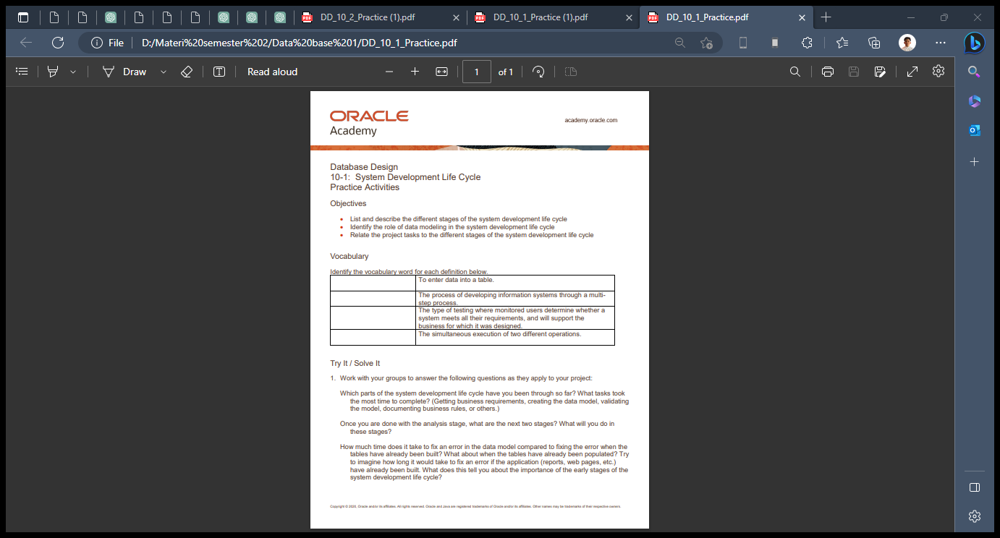 DD_10_2_Practice (1).pdf
DD_10_1_Practice (1).pdf
DD_10_1_Practice.pdf
File
D:/Materi%20semester%202/Data%20base%201/DD_10_1_Practice.pdf
Draw
Read aloud
1
of 1
ORACLE
Academy
academy.oracle.com
Database Design
10-1: System Development Life Cycle
Practice Activities
Objectives
• List and describe the different stages of the system development life cycle
• Identify the role of data modeling in the system development life cycle
• Relate the project tasks to the different stages of the system development life cycle
Vocabulary
Identify the vocabulary word for each definition below.
To enter data into a table.
The process of developing information systems through a multi-
step process.
The type of testing where monitored users determine whether a
system meets all their requirements, and will support the
business for which it was designed.
The simultaneous execution of two different operations.
Try It / Solve It
1. Work with your groups to answer the following questions as they apply to your project:
Which parts of the system development life cycle have you been through so far? What tasks took
the most time to complete? (Getting business requirements, creating the data model, validating
the model, documenting business rules, or others.)
Once you are done with the analysis stage, what are the next two stages? What will you do in
these stages?
How much time does it take to fix an error in the data model compared to fixing the error when the
tables have already been built? What about when the tables have already been populated? Try
to imagine how long it would take to fix an error if the application (reports, web pages, etc.)
have already been built. What does this tell you about the importance of the early stages of the
system development life cycle?
Copyright © 2020, Oracle and/or its affiliates. All rights reserved. Oracle and Java are registered trademarks of Oracle and/or its affiliates. Other names may be trademarks of their respective owners.